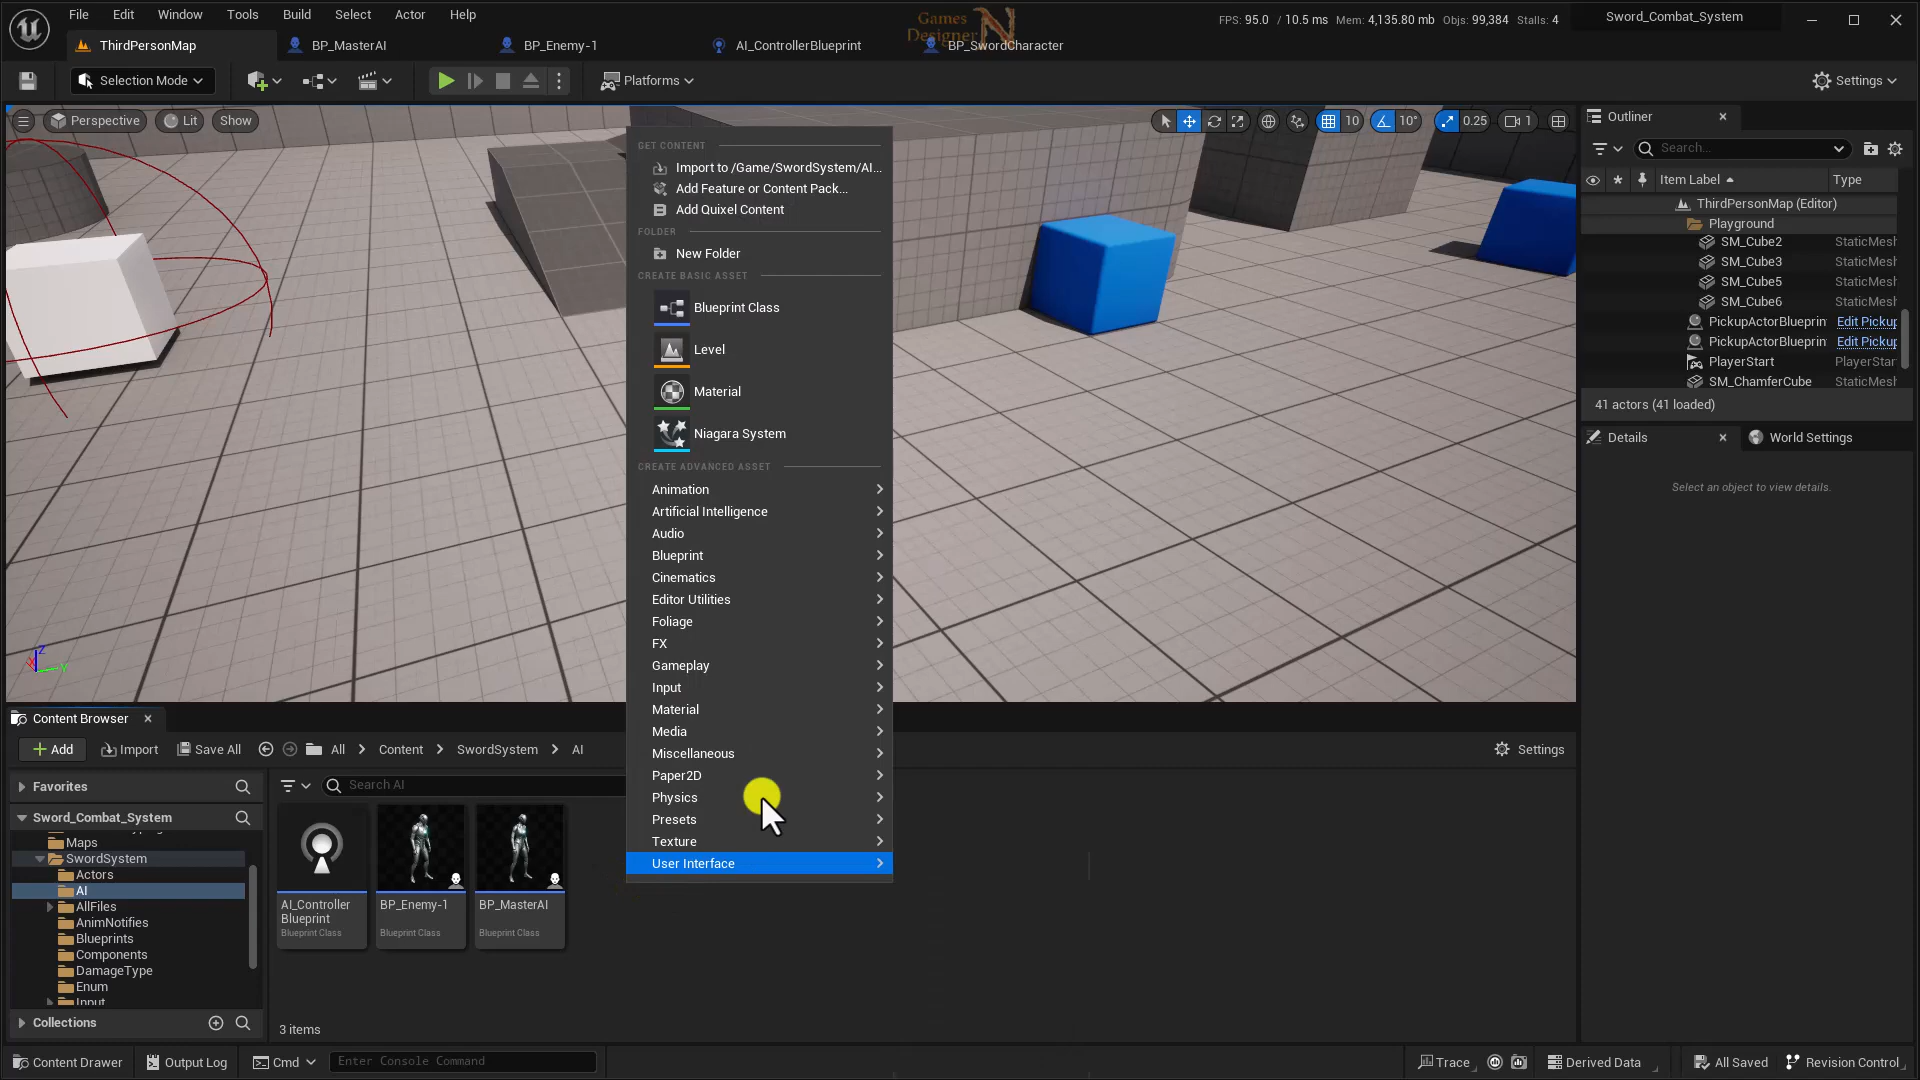 File Edit Window Tools Build Select Actor Help
Games Designer N
FPS: 95.0 / 10.5 ms Mem: 4,135.80 mb Objs: 99,384 Stalls: 4
Sword_Combat_System
ThirdPersonMap
BP_MasterAI
BP_Enemy-1
AI_ControllerBlueprint
BP_SwordCharacter
Selection Mode
Platforms
Settings
Perspective
Lit
Show
10
10°
0.25
1
GET CONTENT
Import to /Game/SwordSystem/AI...
Add Feature or Content Pack...
Add Quixel Content
FOLDER
New Folder
CREATE BASIC ASSET
Blueprint Class
Level
Material
Niagara System
CREATE ADVANCED ASSET
Animation
Artificial Intelligence
Audio
Blueprint
Cinematics
Editor Utilities
Foliage
FX
Gameplay
Input
Material
Media
Miscellaneous
Paper2D
Physics
Presets
Texture
User Interface
Outliner
Search...
Item Label Type
ThirdPersonMap (Editor)
Playground
SM_Cube2 StaticMesh
SM_Cube3 StaticMesh
SM_Cube5 StaticMesh
SM_Cube6 StaticMesh
PickupActorBlueprin Edit Pickup
PickupActorBlueprin Edit Pickup
PlayerStart PlayerStar
SM_ChamferCube StaticMesh
41 actors (41 loaded)
Details
World Settings
Select an object to view details.
Z
X
Y
Content Browser
Add
Import
Save All
All
Content
SwordSystem
AI
Settings
Favorites
Search AI
Sword_Combat_System
Maps
SwordSystem
Actors
AI
AllFiles
AnimNotifies
Blueprints
Components
DamageType
Enum
Input
Collections
AI_Controller
Blueprint
Blueprint Class
BP_Enemy-1
Blueprint Class
BP_MasterAI
Blueprint Class
3 items
Content Drawer
Output Log
Cmd
Enter Console Command
Trace
Derived Data
All Saved
Revision Control